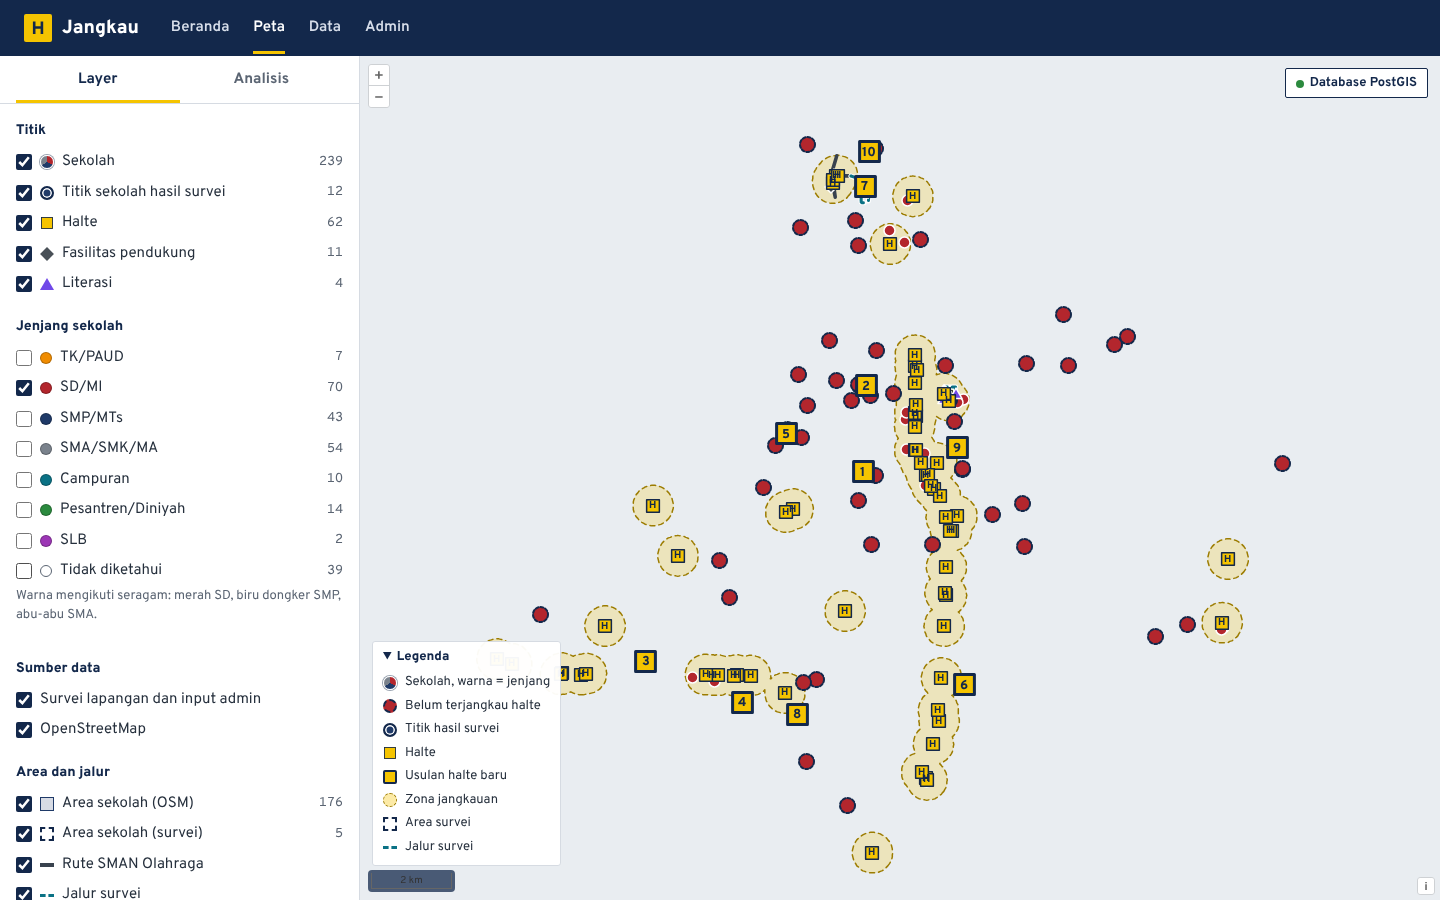 H Jangkau Beranda Peta Data Admin
Layer Analisis
Titik
Sekolah 239
Titik sekolah hasil survei 12
Halte 62
Fasilitas pendukung 11
Literasi 4
Jenjang sekolah
TK/PAUD 7
SD/MI 70
SMP/MTs 43
SMA/SMK/MA 54
Campuran 10
Pesantren/Diniyah 14
SLB 2
Tidak diketahui 39
Warna mengikuti seragam: merah SD, biru dongker SMP,
abu-abu SMA.
Sumber data
Survei lapangan dan input admin
OpenStreetMap
Area dan jalur
Area sekolah (OSM) 176
Area sekolah (survei) 5
Rute SMAN Olahraga
Jalur survei
+
−
Database PostGIS
10
7
2
5
9
1
3
6
4
8
▼ Legenda
Sekolah, warna = jenjang
Belum terjangkau halte
Titik hasil survei
Halte
Usulan halte baru
Zona jangkauan
Area survei
Jalur survei
2 km
i